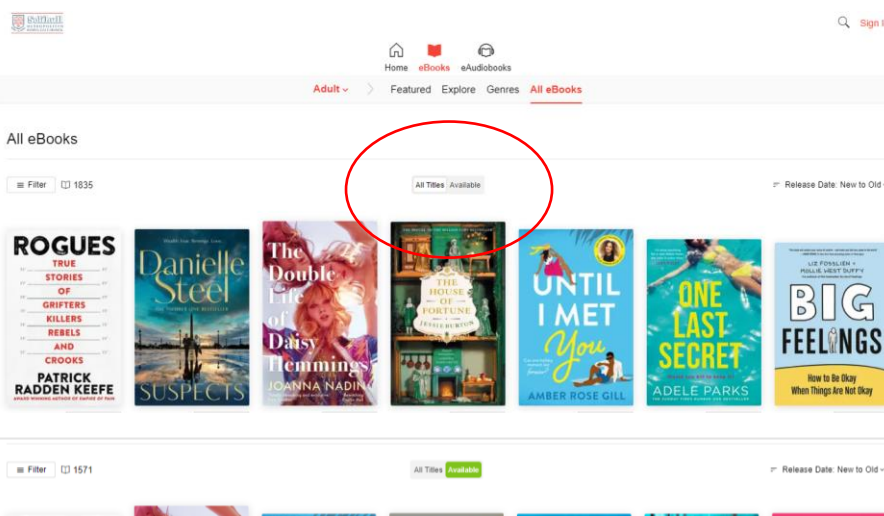 Solihull
METROPOLITAN
BOROUGH COUNCIL
Sign I
Home eBooks eAudiobooks
Adult Featured Explore Genres All eBooks
All eBooks
Filter 1835 All Titles Available Release Date: New to Old
ROGUES
TRUE
STORIES
OF
GRIFTERS
KILLERS
REBELS
AND
CROOKS
PATRICK
RADDEN KEEFE
Danielle
Steel
SUSPECTS
The
Double
Life
of
Daisy
Hemmings
JOANNA NADIN
THE
HOUSE
OF
FORTUNE
JESSIE BURTON
UNTIL
I MET
You
AMBER ROSE GILL
ONE
LAST
SECRET
ADELE PARKS
LIZ FOSSLIEN +
MOLLIE WEST DUFFY
BIG
FEELINGS
How to Be Okay
When Things Are Not Okay
Filter 1571 All Titles Available Release Date: New to Old